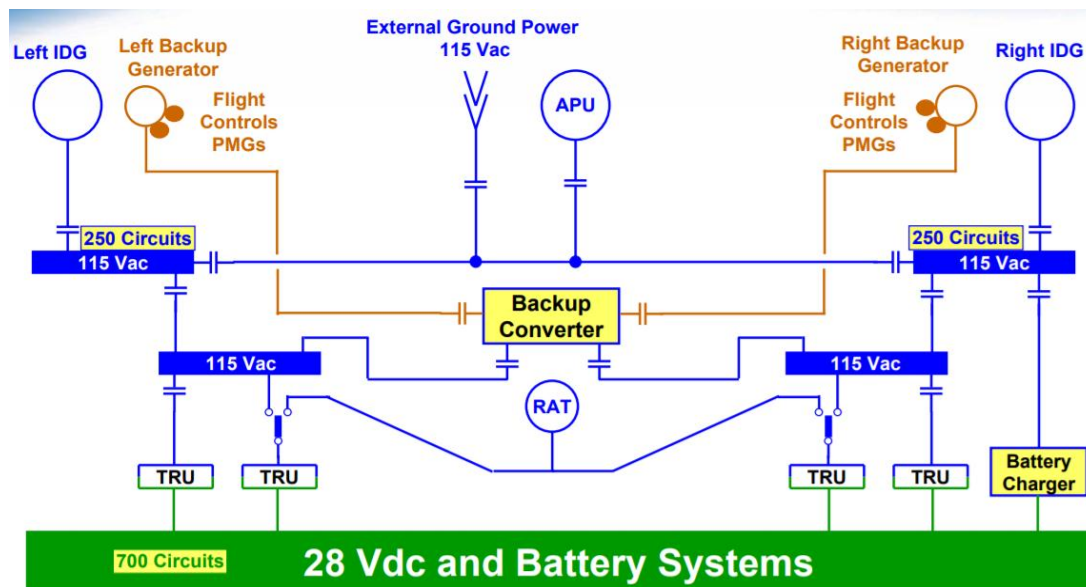 Left IDG
Left Backup
Generator
Flight
Controls
PMGs
External Ground Power
115 Vac
APU
Right Backup
Generator
Flight
Controls
PMGs
Right IDG
250 Circuits
115 Vac
250 Circuits
115 Vac
Backup
Converter
115 Vac
115 Vac
RAT
TRU
TRU
TRU
TRU
Battery
Charger
700 Circuits
28 Vdc and Battery Systems